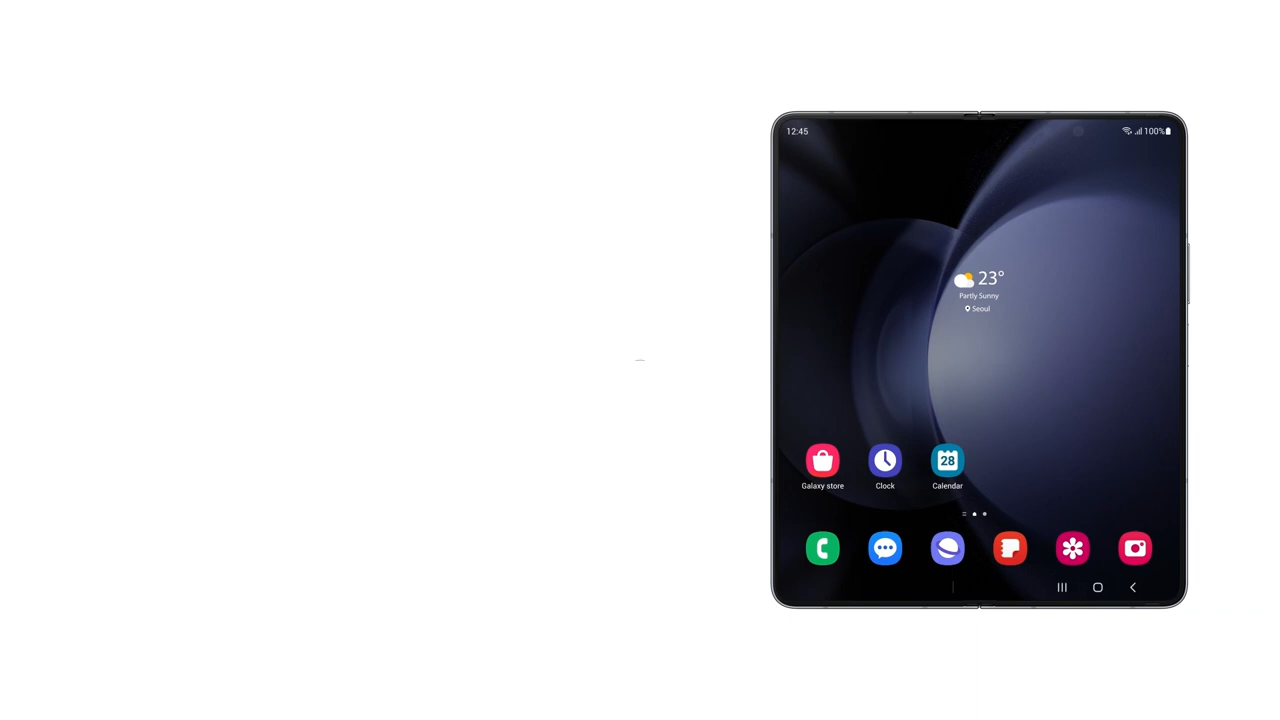 12:45
100%
23°
Partly Sunny
Seoul
Galaxy store
Clock
28
Calendar